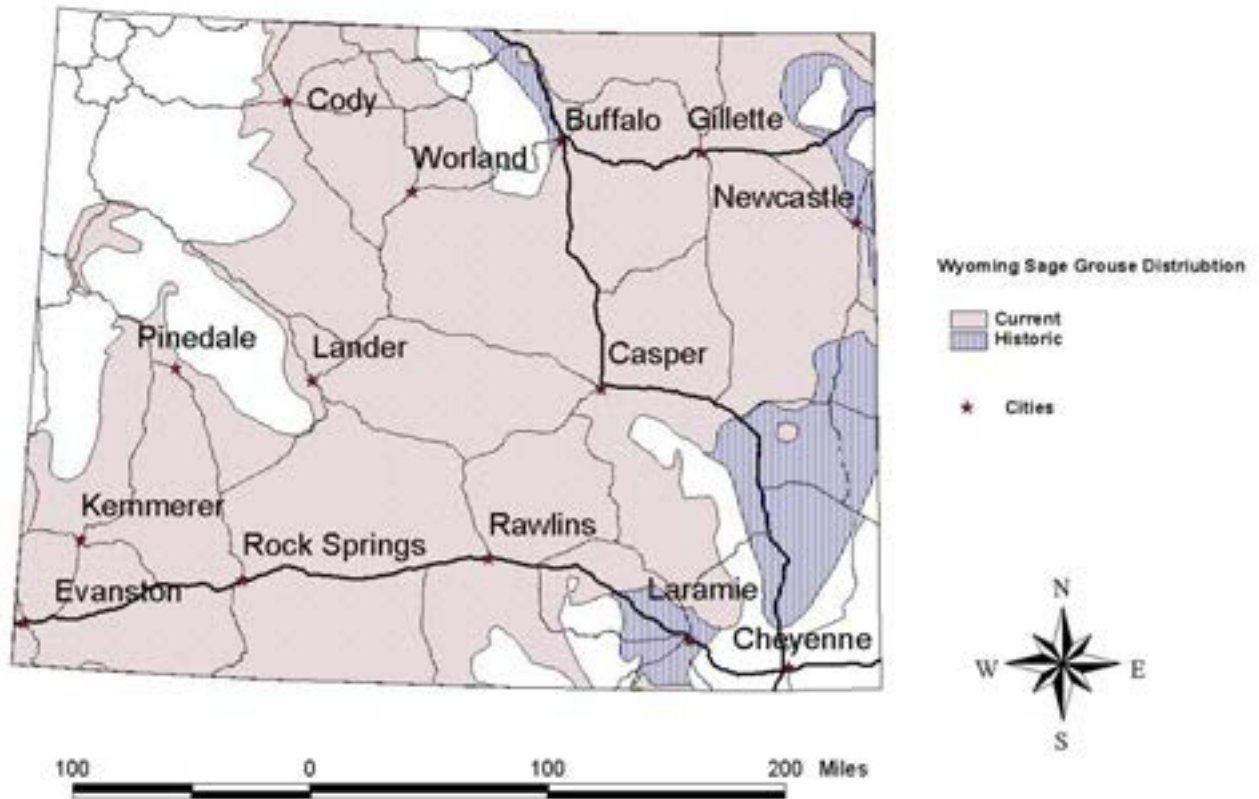 Cody
Buffalo
Gillette
Worland
Newcastle
Wyoming Sage Grouse Distriubtion
Current
Historic
Pinedale
Lander
Casper
Cities
Kemmerer
Rock Springs
Rawlins
Evanston
Laramie
Cheyenne
N
W
E
S
100 0 100 200 Miles